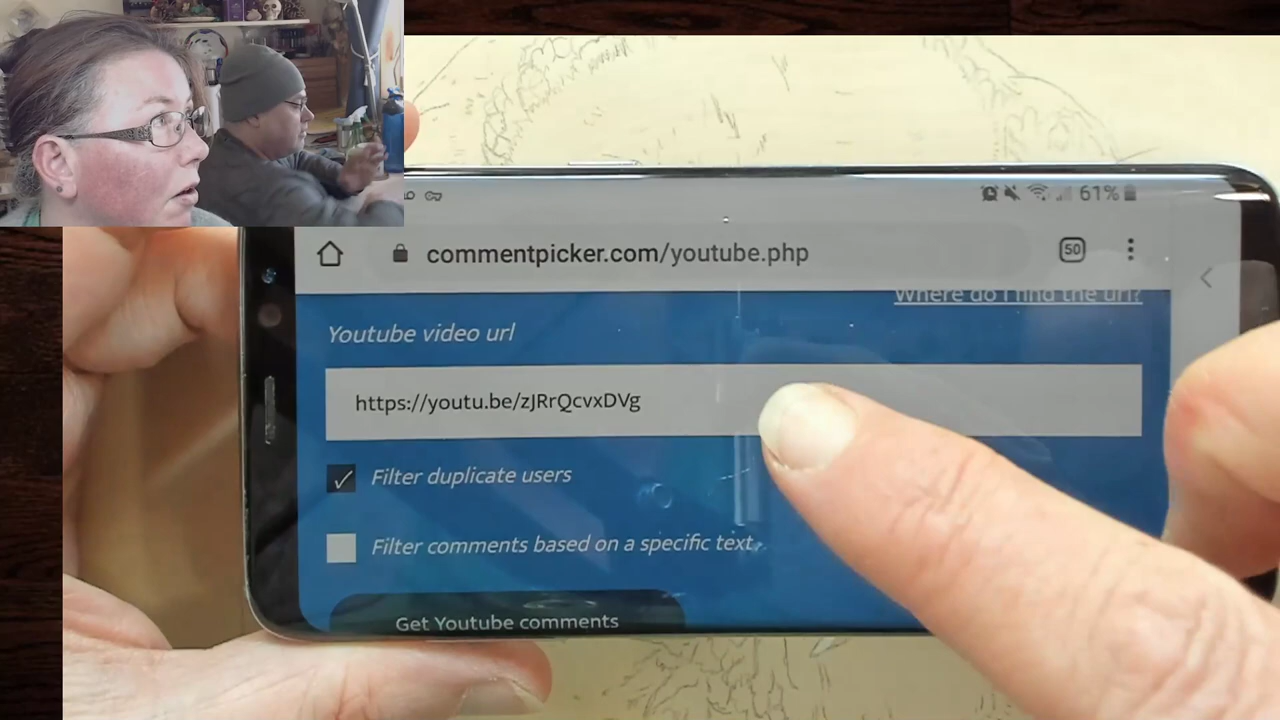 61%
commentpicker.com/youtube.php
50
Where do I find the url?
Youtube video url
https://youtu.be/zJRrQcvxDVg
Filter duplicate users
Filter comments based on a specific text
Get Youtube comments